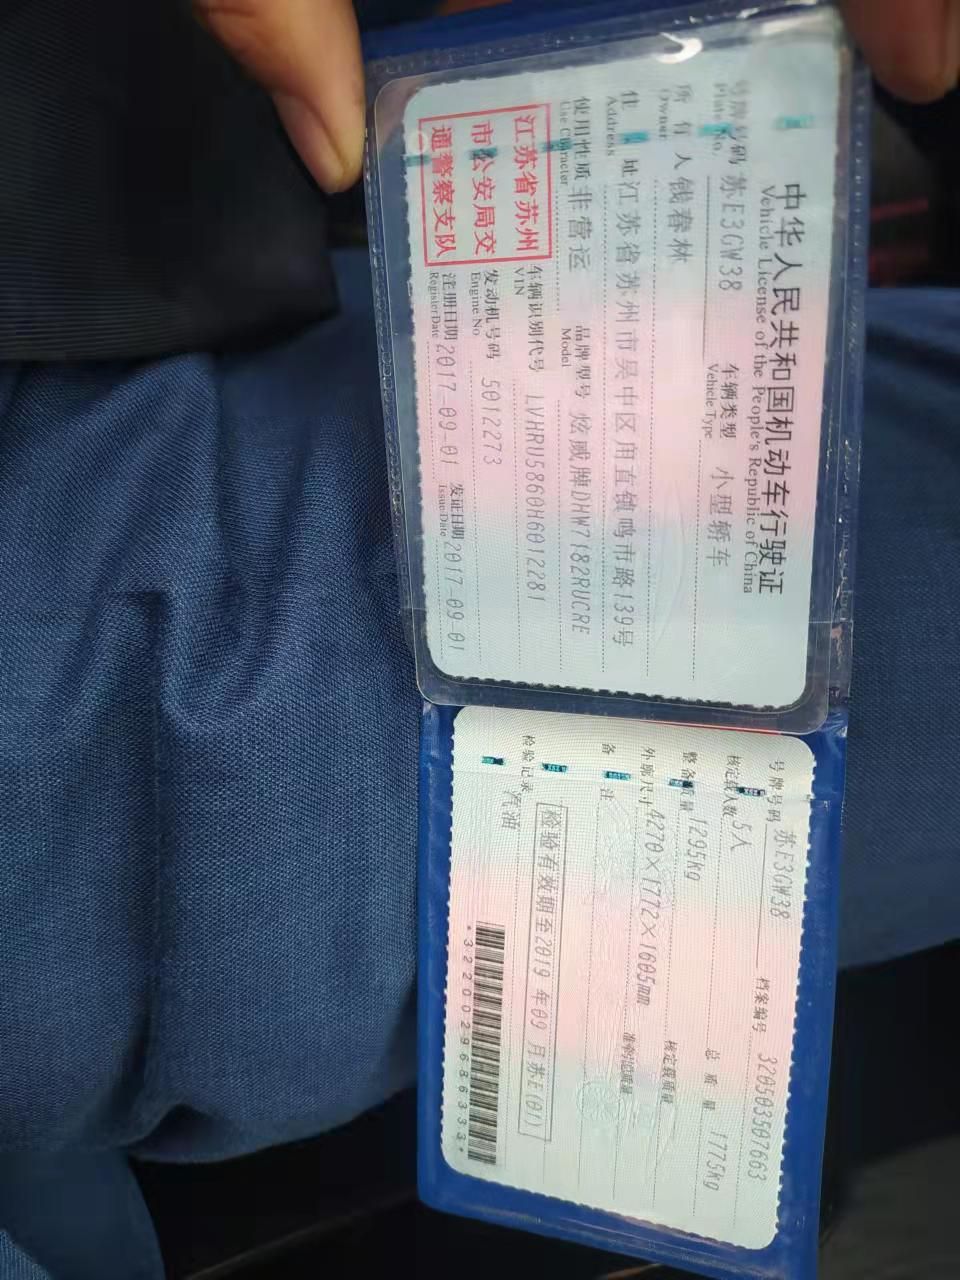 中华人民共和国机动车行驶证
Vehicle License of the People's Republic of China
号牌号码 苏E3GW38 车辆类型 小型轿车
Plate No. Vehicle Type
所有人 钱春林
Owner
住址 江苏省苏州市吴中区甪直镇鸣市路139号
Address
使用性质 非营运 品牌型号 炫威牌DHW7182RUCRE
Use Character Model
江苏省苏州
市公安局交
通警察支队
车辆识别代号 LVHRU5860H6012281
VIN
发动机号码 5012273
Engine No
注册日期 2017-09-01 发证日期 2017-09-01
Register Date Issue Date
号牌号码 苏E3GW38 档案编号 320503507663
核定载人数 5人 总质量 1775kg
整备质量 1295kg 核定载质量
外廓尺寸 4270×1772×1605mm 准牵引总质量
备注
检验有效期至2019年09月苏E(01)
检验记录 汽油
*3220029686333*